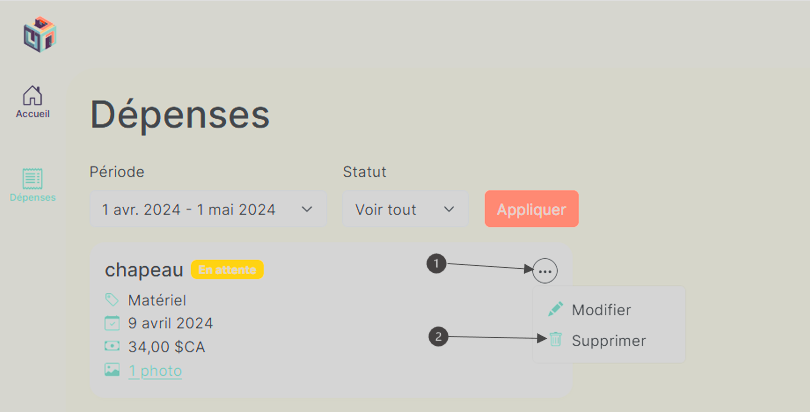 Accueil
Dépenses
Dépenses
Période
Statut
1 avr. 2024 - 1 mai 2024
Voir tout
Appliquer
chapeau
En attente
1
Matériel
9 avril 2024
34,00 $CA
1 photo
Modifier
2
Supprimer